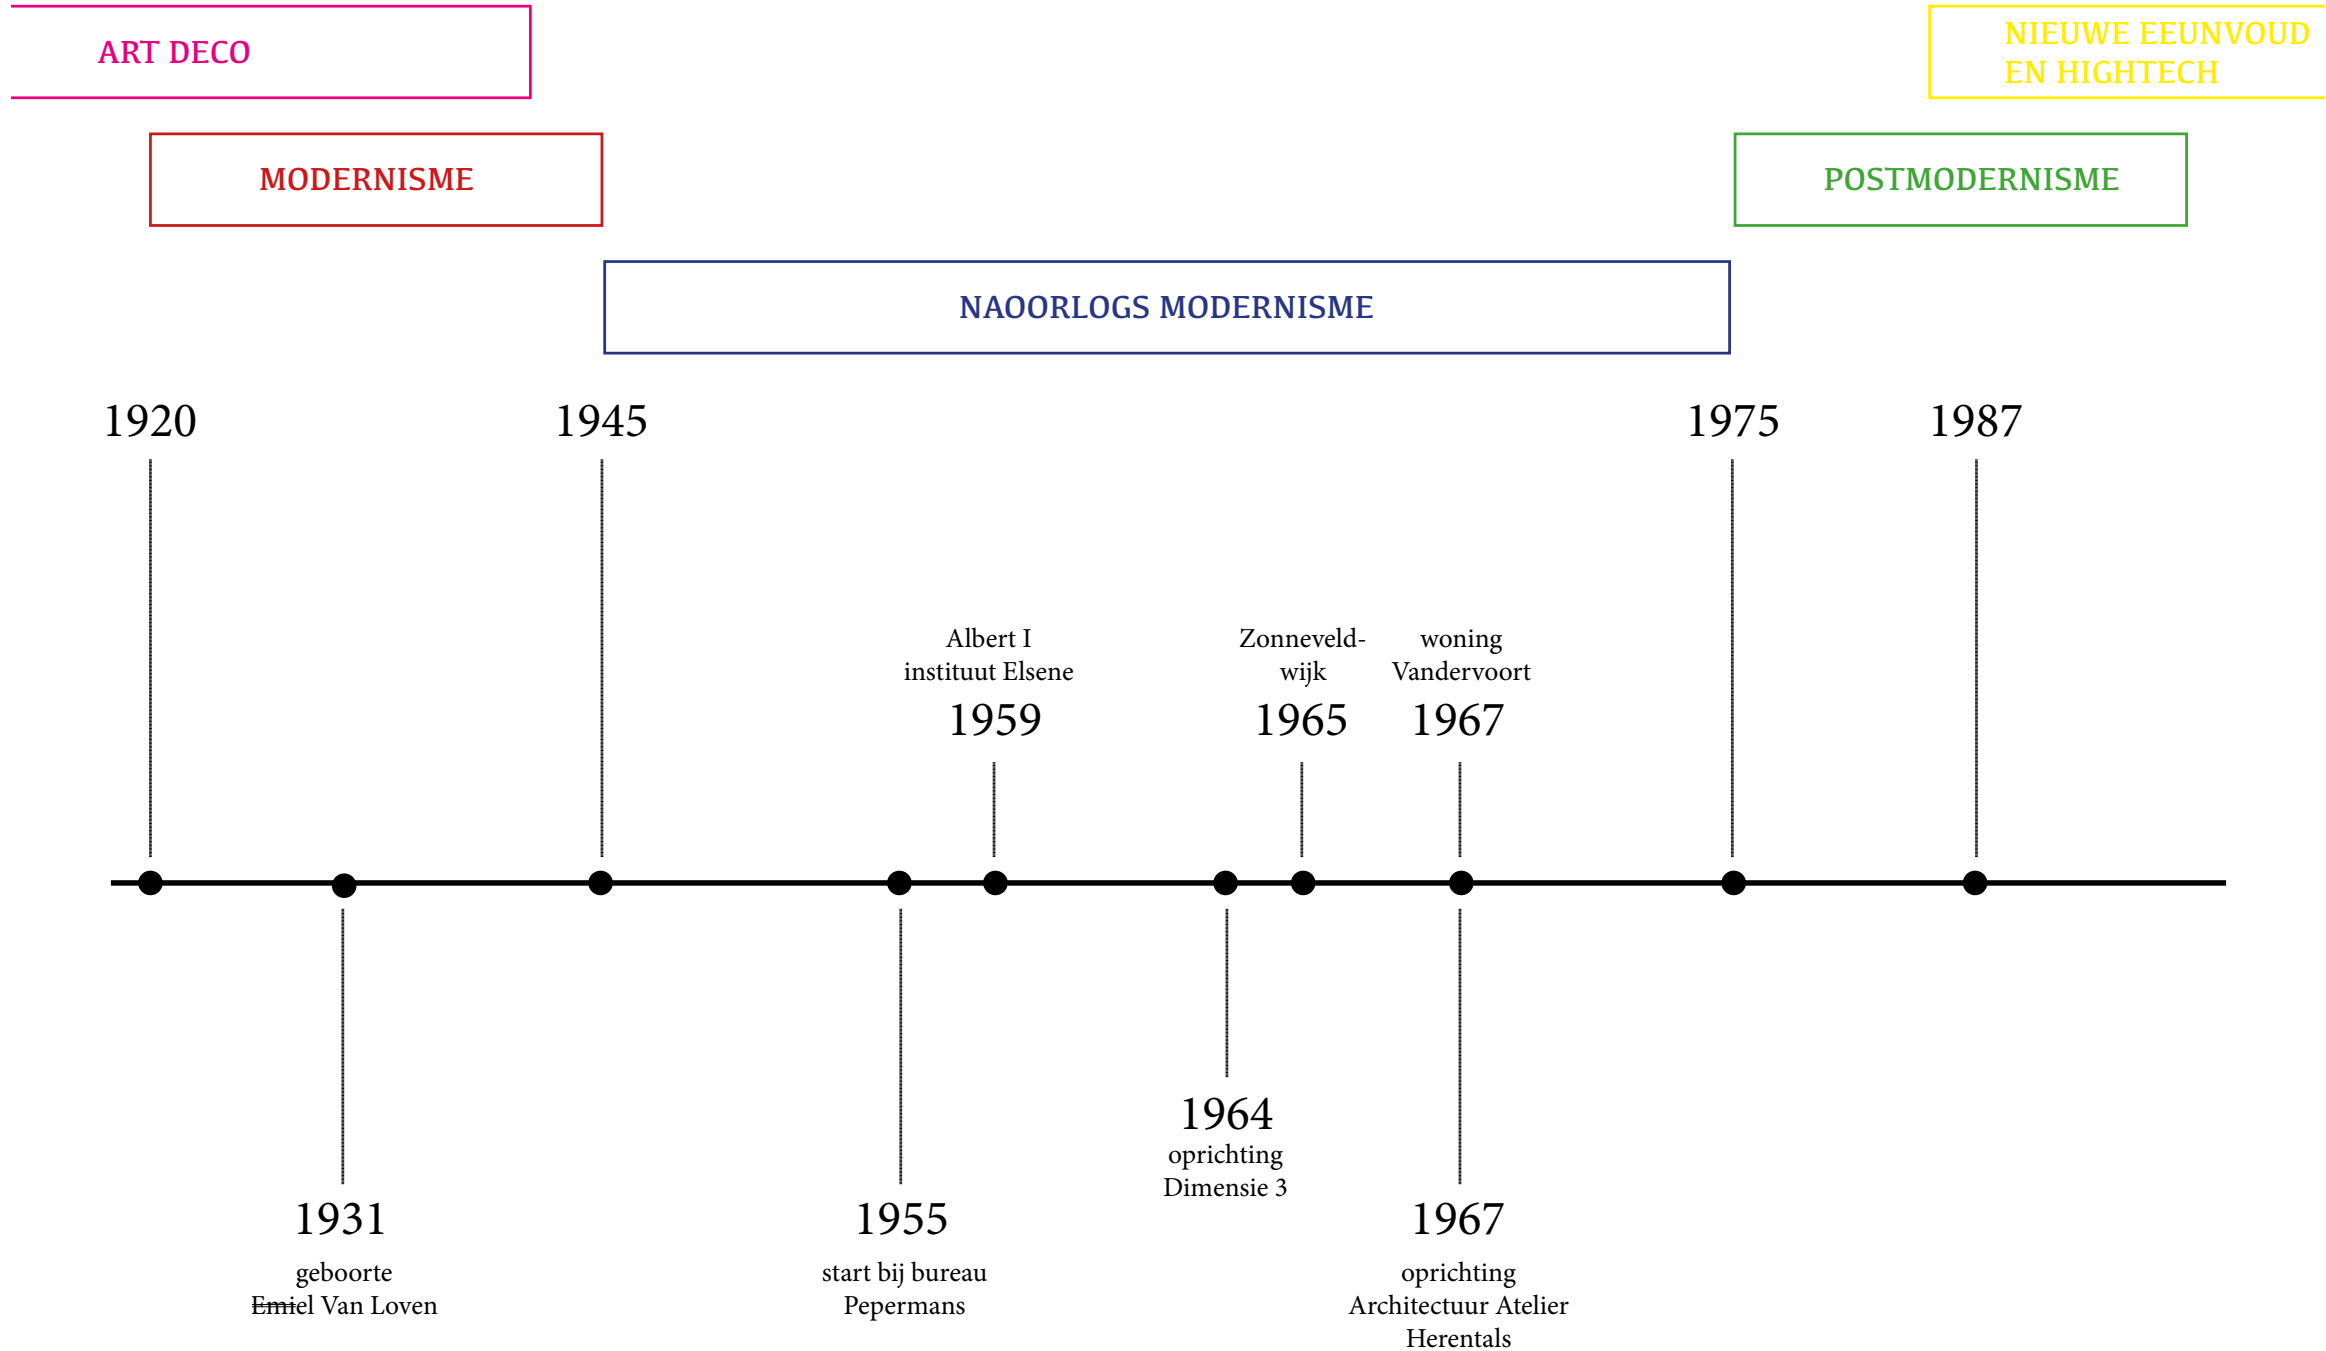 ART DECO
NIEUWE EEUNVOUD
EN HIGHTECH
MODERNISME
POSTMODERNISME
NAOORLOGS MODERNISME
1920
1945
1975
1987
Albert I
instituut Elsene
1959
Zonneveld-
wijk
1965
woning
Vandervoort
1967
1964
oprichting
Dimensie 3
1931
geboorte
Emiel Van Loven
1955
start bij bureau
Pepermans
1967
oprichting
Architectuur Atelier
Herentals